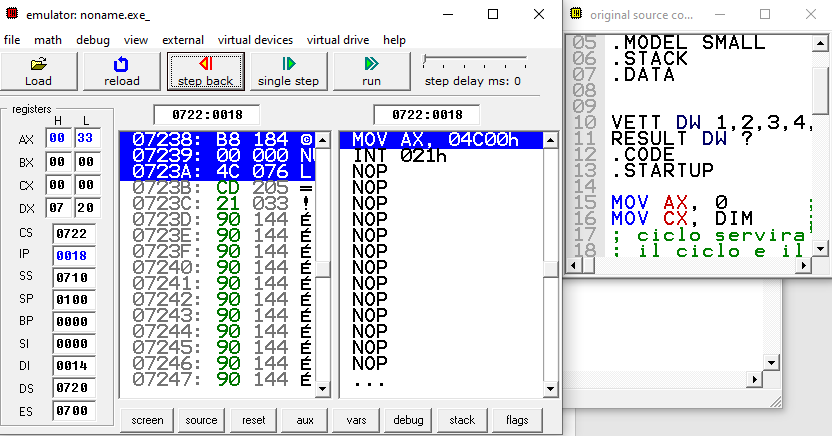 emulator: noname.exe_
file math debug view external virtual devices virtual drive help
Load reload step back single step run step delay ms: 0
registers
H L
AX 00 33
BX 00 00
CX 00 00
DX 07 20
CS 0722
IP 0018
SS 0710
SP 0100
BP 0000
SI 0000
DI 0014
DS 0720
ES 0700
0722:0018
07238: B8 184 ©
07239: 00 000 NU
0723A: 4C 076 L
0723B: CD 205 =
0723C: 21 033 !
0723D: 90 144 É
0723E: 90 144 É
0723F: 90 144 É
07240: 90 144 É
07241: 90 144 É
07242: 90 144 É
07243: 90 144 É
07244: 90 144 É
07245: 90 144 É
07246: 90 144 É
07247: 90 144 É
0722:0018
MOV AX, 04C00h
INT 021h
NOP
NOP
NOP
NOP
NOP
NOP
NOP
NOP
NOP
NOP
NOP
NOP
NOP
...
screen source reset aux vars debug stack flags
original source co...
05 .MODEL SMALL
06 .STACK
07 .DATA
08
09
10 VETT DW 1,2,3,4,
11 RESULT DW ?
12 .CODE
13 .STARTUP
14
15 MOV AX, 0 ;
16 MOV CX, DIM ;
17 ; ciclo servira
18 ; il ciclo e il